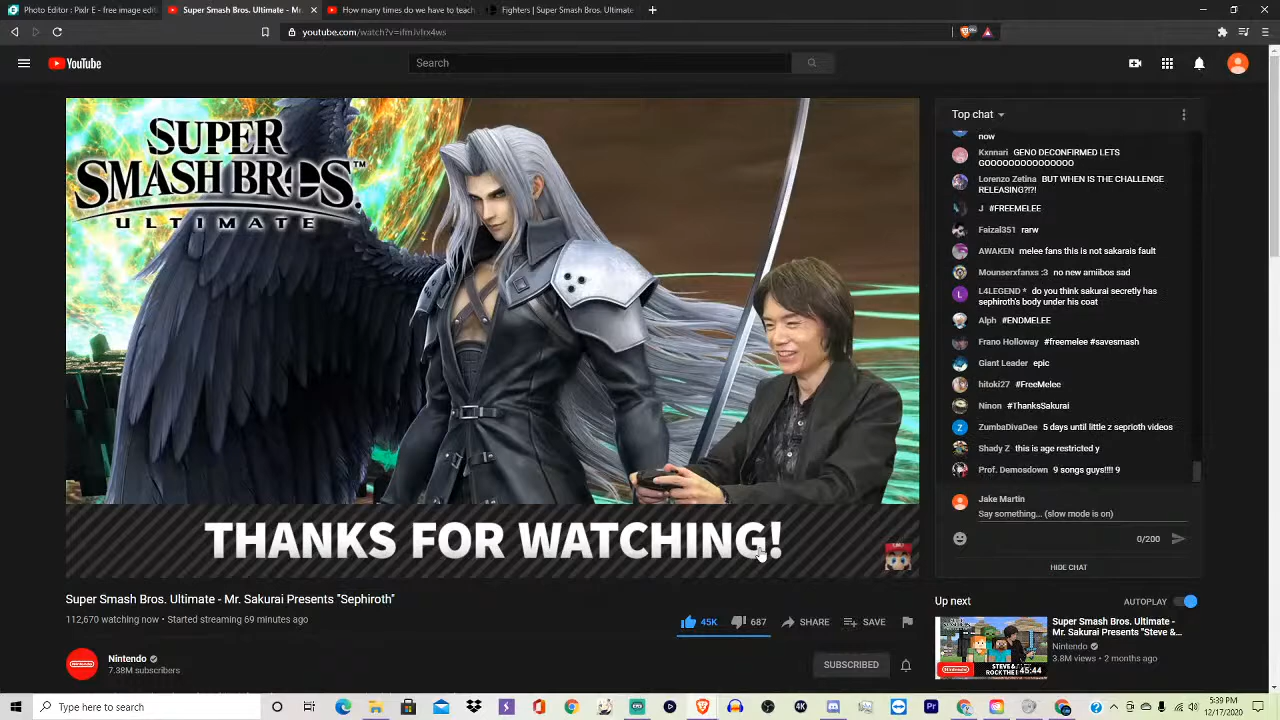 Photo Editor : Pixlr E - free image edit
Super Smash Bros. Ultimate - Mr.
How many times do we have to teach
Fighters | Super Smash Bros. Ultimate
YouTube
Search
SUPER
SMASH BROS.™
ULTIMATE
THANKS FOR WATCHING!
Top chat
now
Kxnnari GENO DECONFIRMED LETS
GOOOOOOOOOOOOOOO
Lorenzo Zetina BUT WHEN IS THE CHALLENGE
RELEASING?!?!
J #FREEMELEE
Faizal351 rarw
AWAKEN melee fans this is not sakarais fault
Mounserxfanxs :3 no new amiibos sad
L4LEGEND * do you think sakurai secretly has
sephiroth's body under his coat
Alph #ENDMELEE
Frano Holloway #freemelee #savesmash
Giant Leader epic
hitoki27 #FreeMelee
Ninon #ThanksSakurai
ZumbaDivaDee 5 days until little z seprioth videos
Shady Z this is age restricted y
Prof. Demosdown 9 songs guys!!!! 9
Jake Martin
Say something... (slow mode is on)
0/200
HIDE CHAT
Super Smash Bros. Ultimate - Mr. Sakurai Presents "Sephiroth"
112,670 watching now • Started streaming 69 minutes ago
45K
687
SHARE
SAVE
Nintendo
7.38M subscribers
SUBSCRIBED
Up next
AUTOPLAY
Super Smash Bros. Ultimate -
Mr. Sakurai Presents "Steve &...
Nintendo
3.8M views • 2 months ago
45:44
Type here to search
5:39 PM
12/17/2020